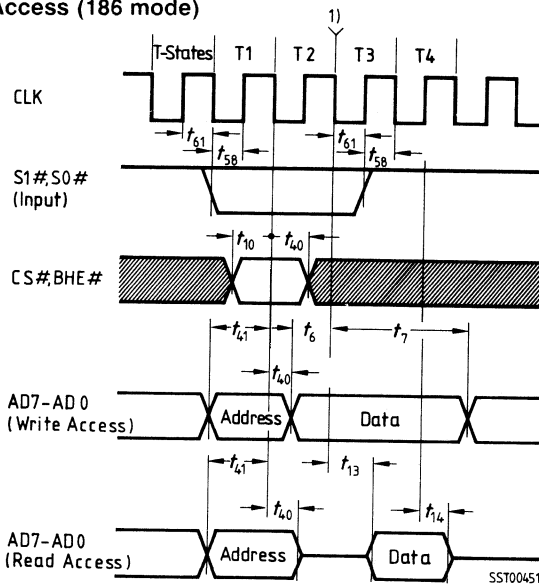 Access (186 mode)
1)
T-States T1 T2 T3 T4
CLK
t61 t61
t58 t58
S1#,S0#
(Input)
t10 t40
CS#,BHE#
t41 t6 t7
t40
AD7-AD0
(Write Access)
Address Data
t41 t13
t40 t14
AD7-AD0
(Read Access)
Address Data
SST00451